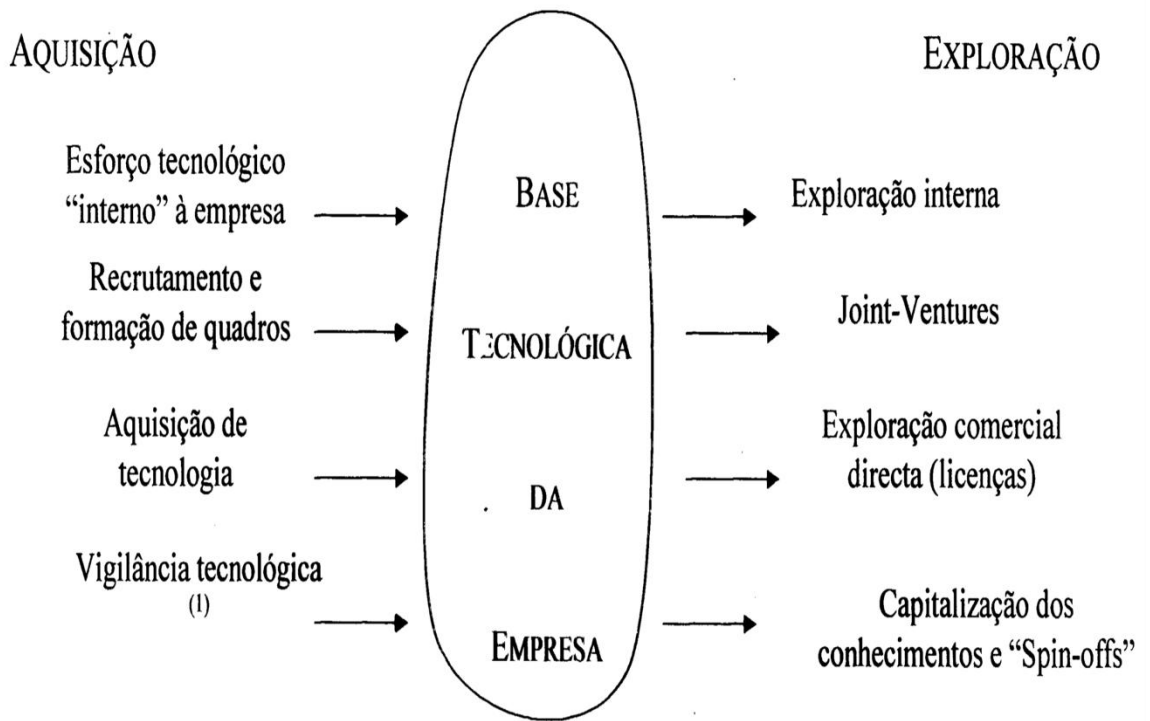 AQUISIÇÃO
Esforço tecnológico
“interno” à empresa
Recrutamento e
formação de quadros
Aquisição de
tecnologia
Vigilância tecnológica
(1)
BASE
TECNOLÓGICA
DA
EMPRESA
EXPLORAÇÃO
Exploração interna
Joint-Ventures
Exploração comercial
directa (licenças)
Capitalização dos
conhecimentos e “Spin-offs”